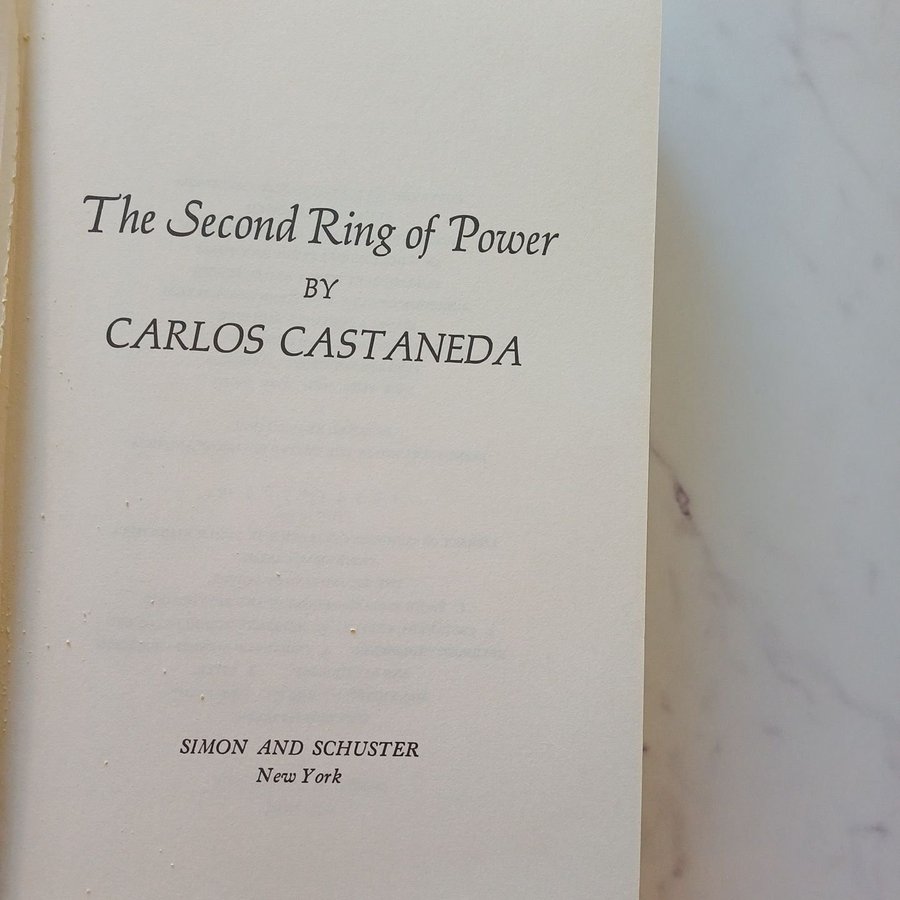 The Second Ring of Power
BY
CARLOS CASTANEDA
SIMON AND SCHUSTER
New York